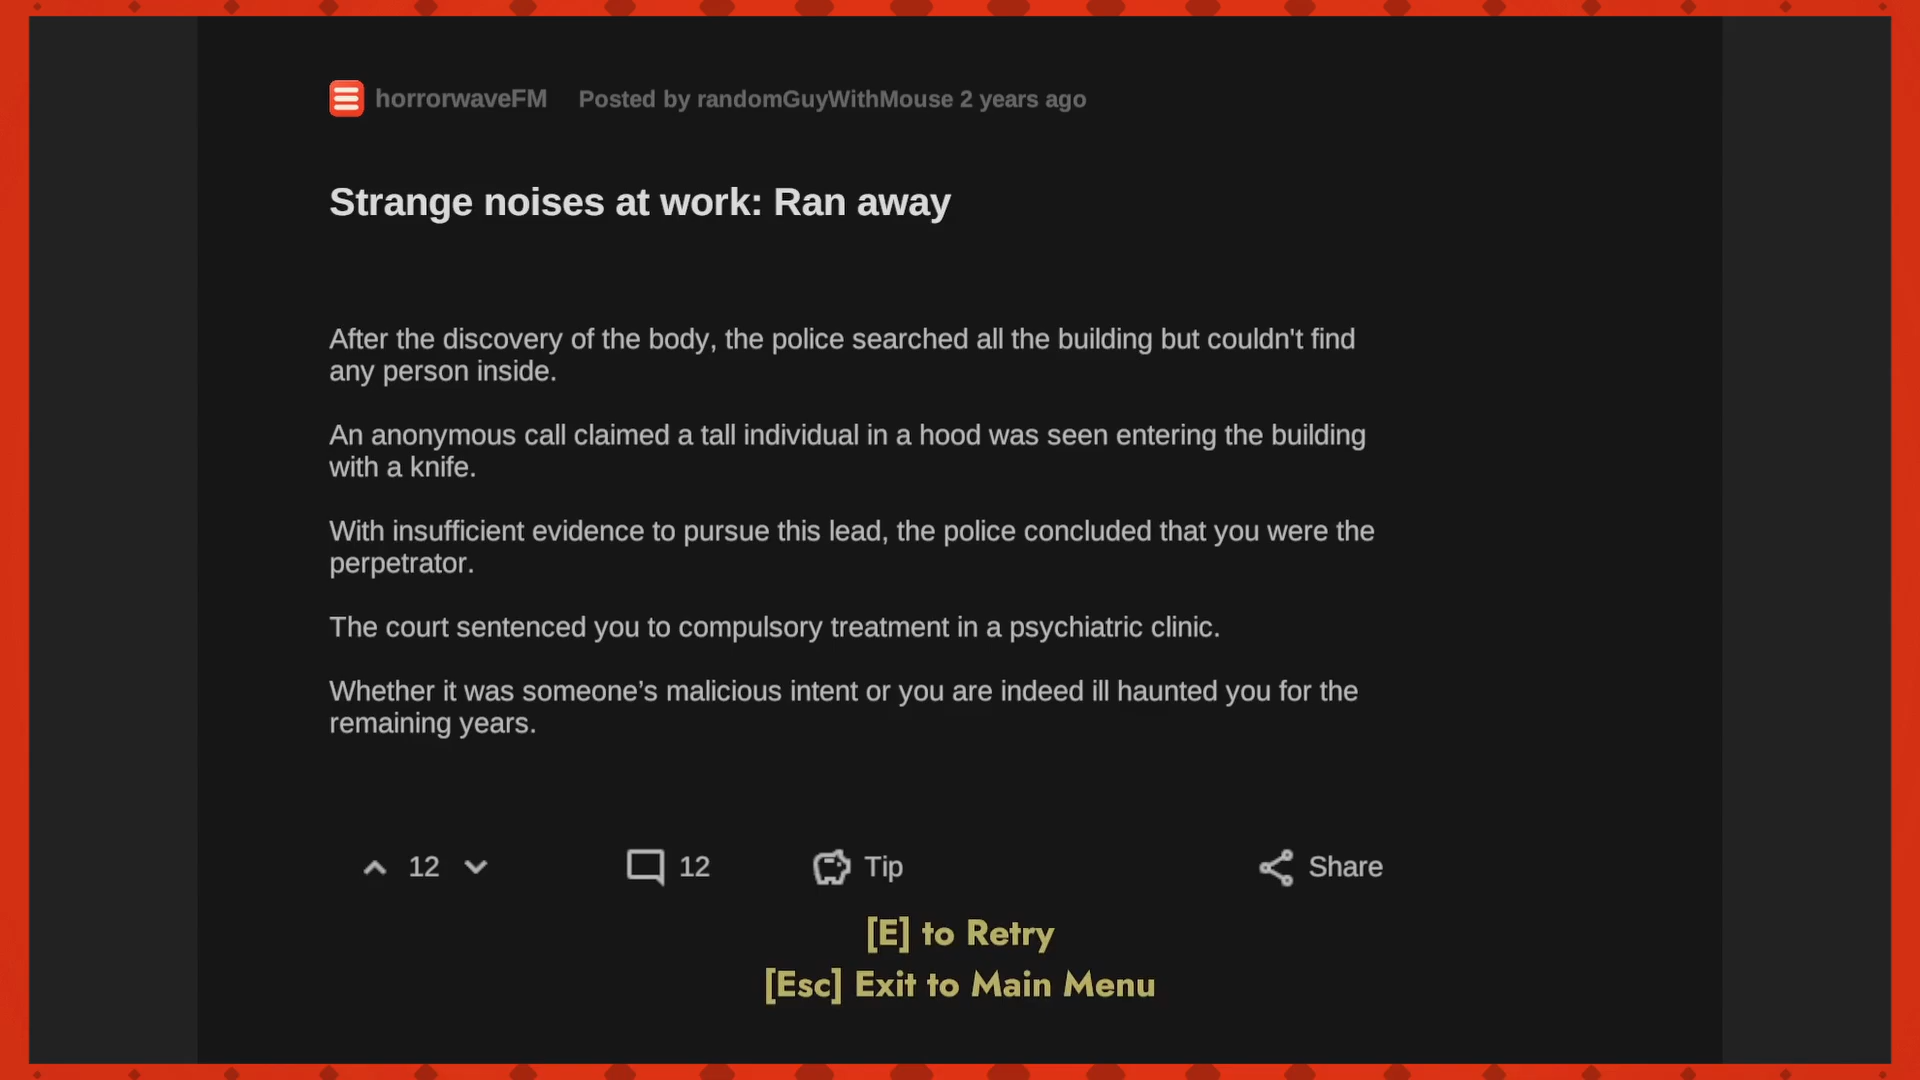 horrorwaveFM Posted by randomGuyWithMouse 2 years ago
Strange noises at work: Ran away
After the discovery of the body, the police searched all the building but couldn't find
any person inside.
An anonymous call claimed a tall individual in a hood was seen entering the building
with a knife.
With insufficient evidence to pursue this lead, the police concluded that you were the
perpetrator.
The court sentenced you to compulsory treatment in a psychiatric clinic.
Whether it was someone’s malicious intent or you are indeed ill haunted you for the
remaining years.
12 12 Tip Share
[E] to Retry
[Esc] Exit to Main Menu